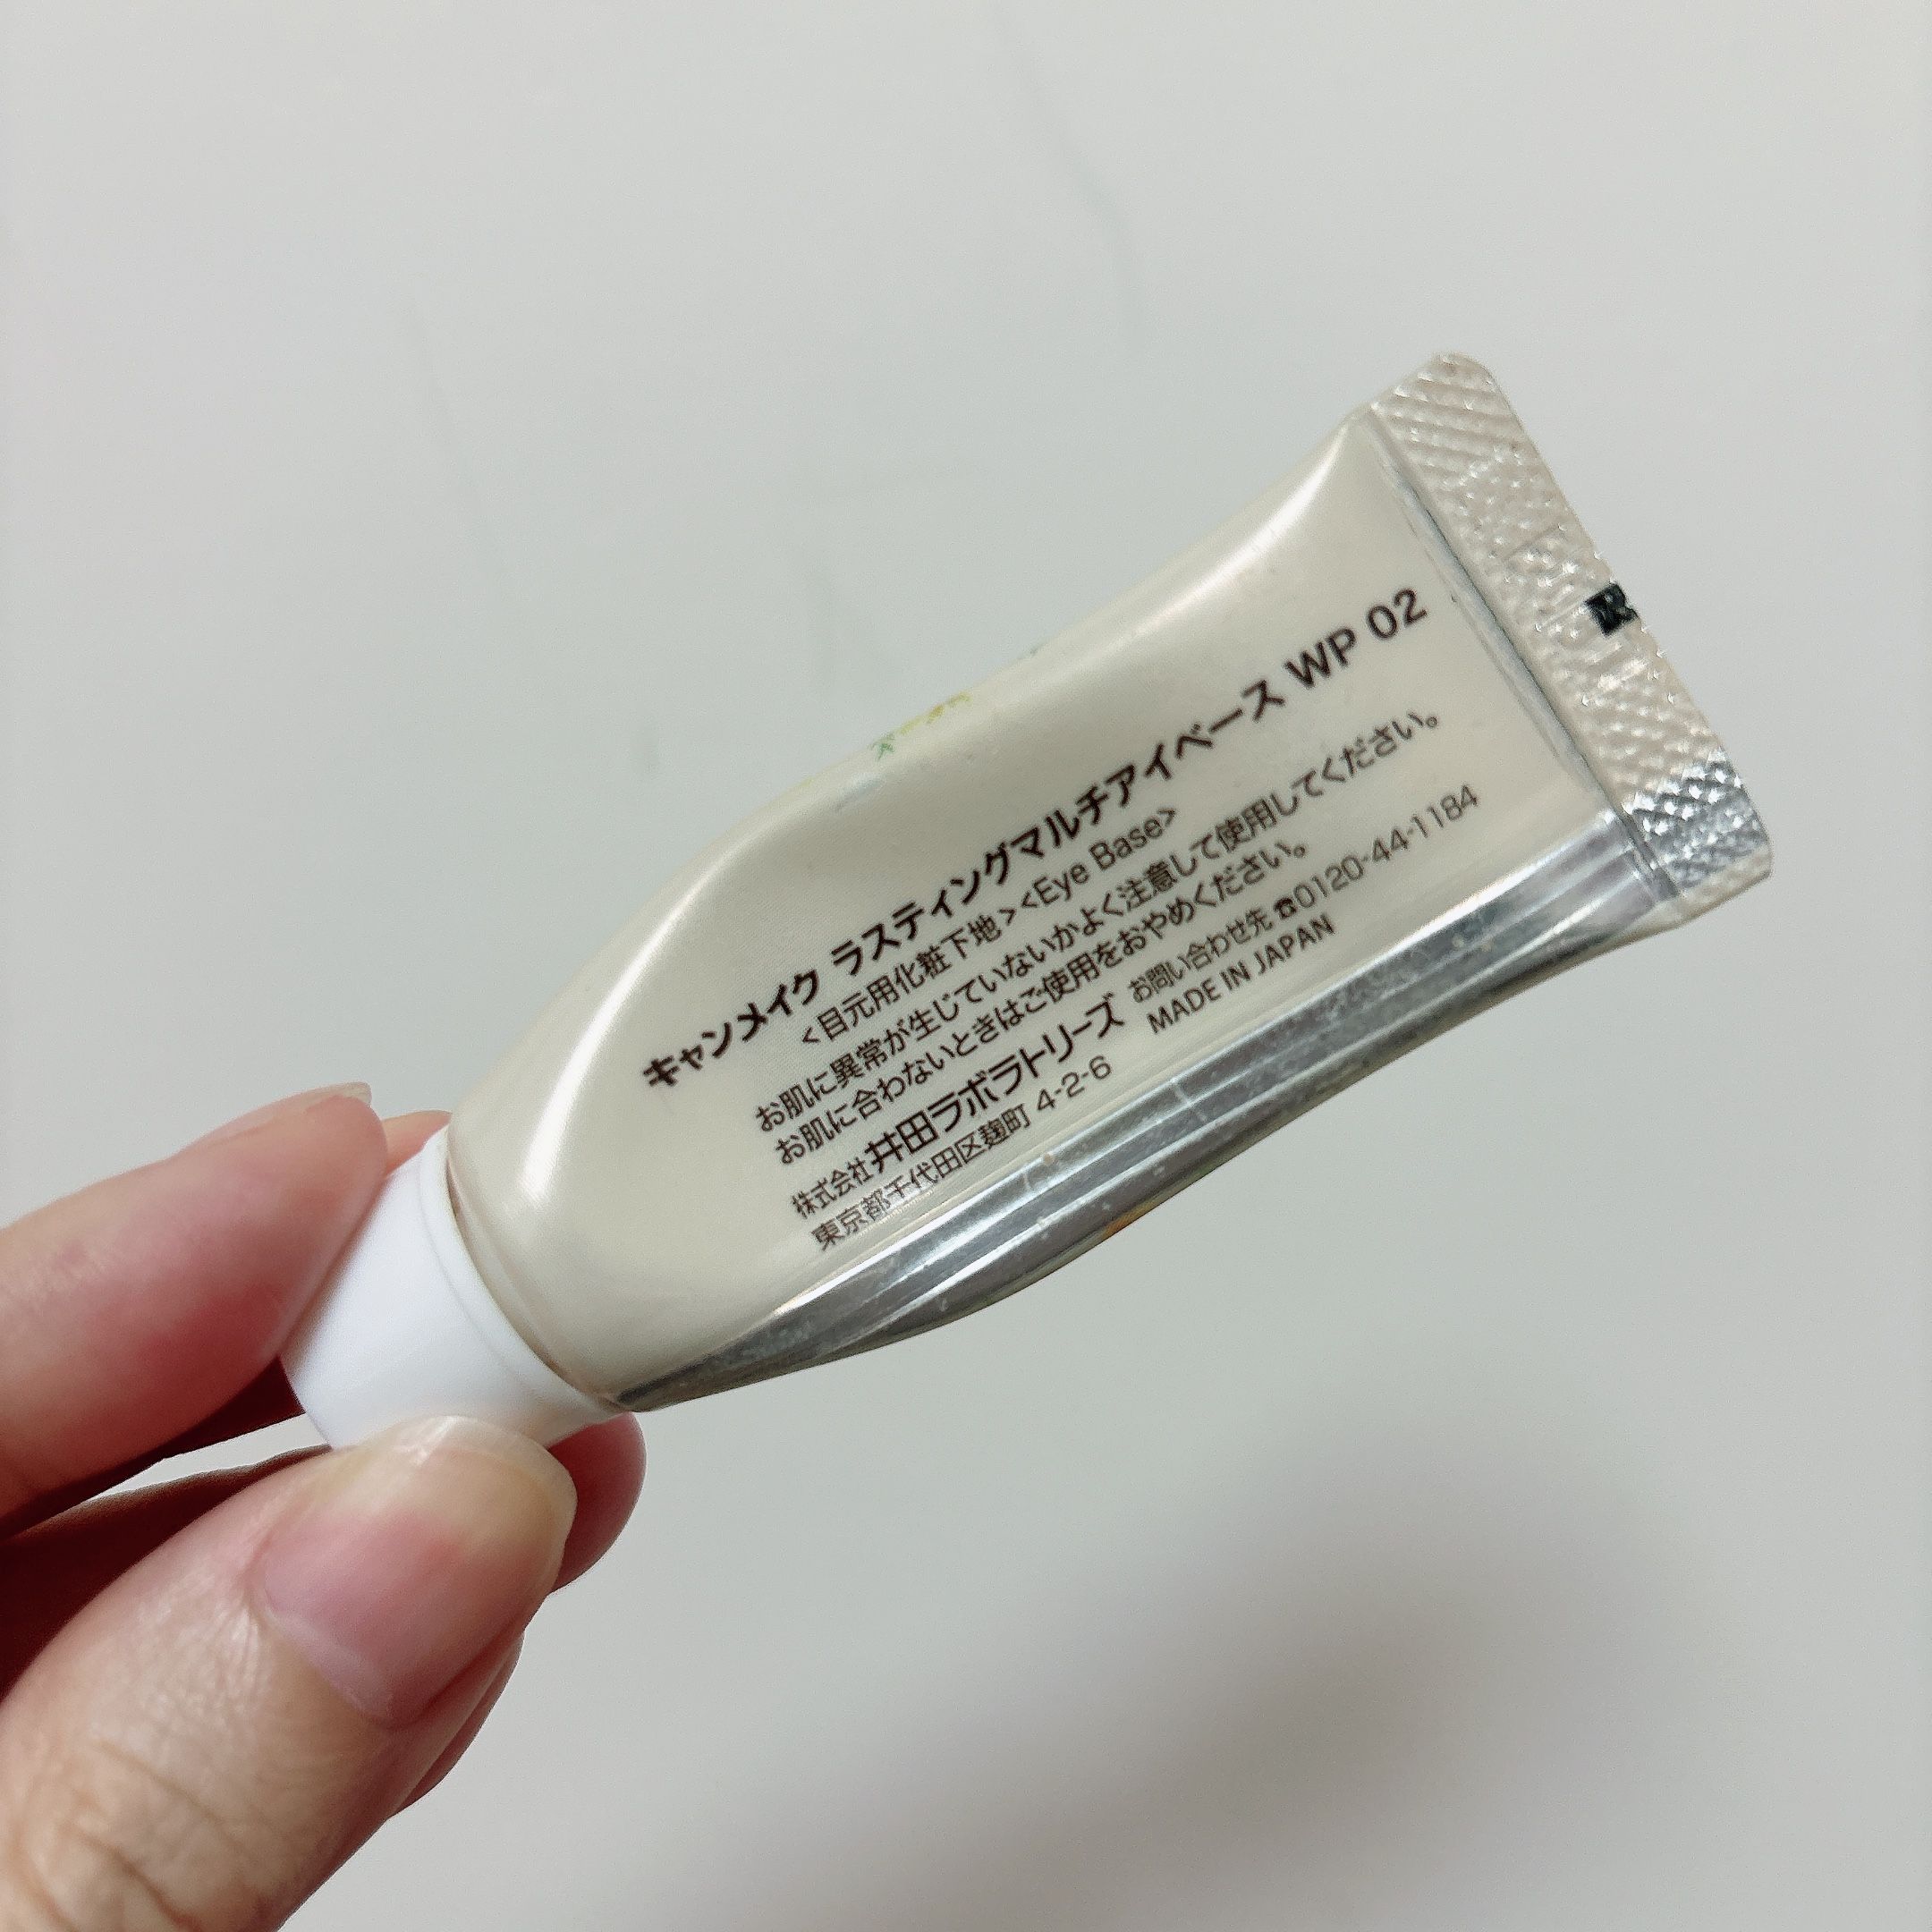 キャンメイク ラスティングマルチアイベース WP 02
<目元用化粧下地><Eye Base>
お肌に異常が生じていないかよく注意して使用してください。
お肌に合わないときはご使用をおやめください。
株式会社 井田ラボラトリーズ お問い合わせ先 ☎0120-44-1184
東京都千代田区麹町 4-2-6 MADE IN JAPAN